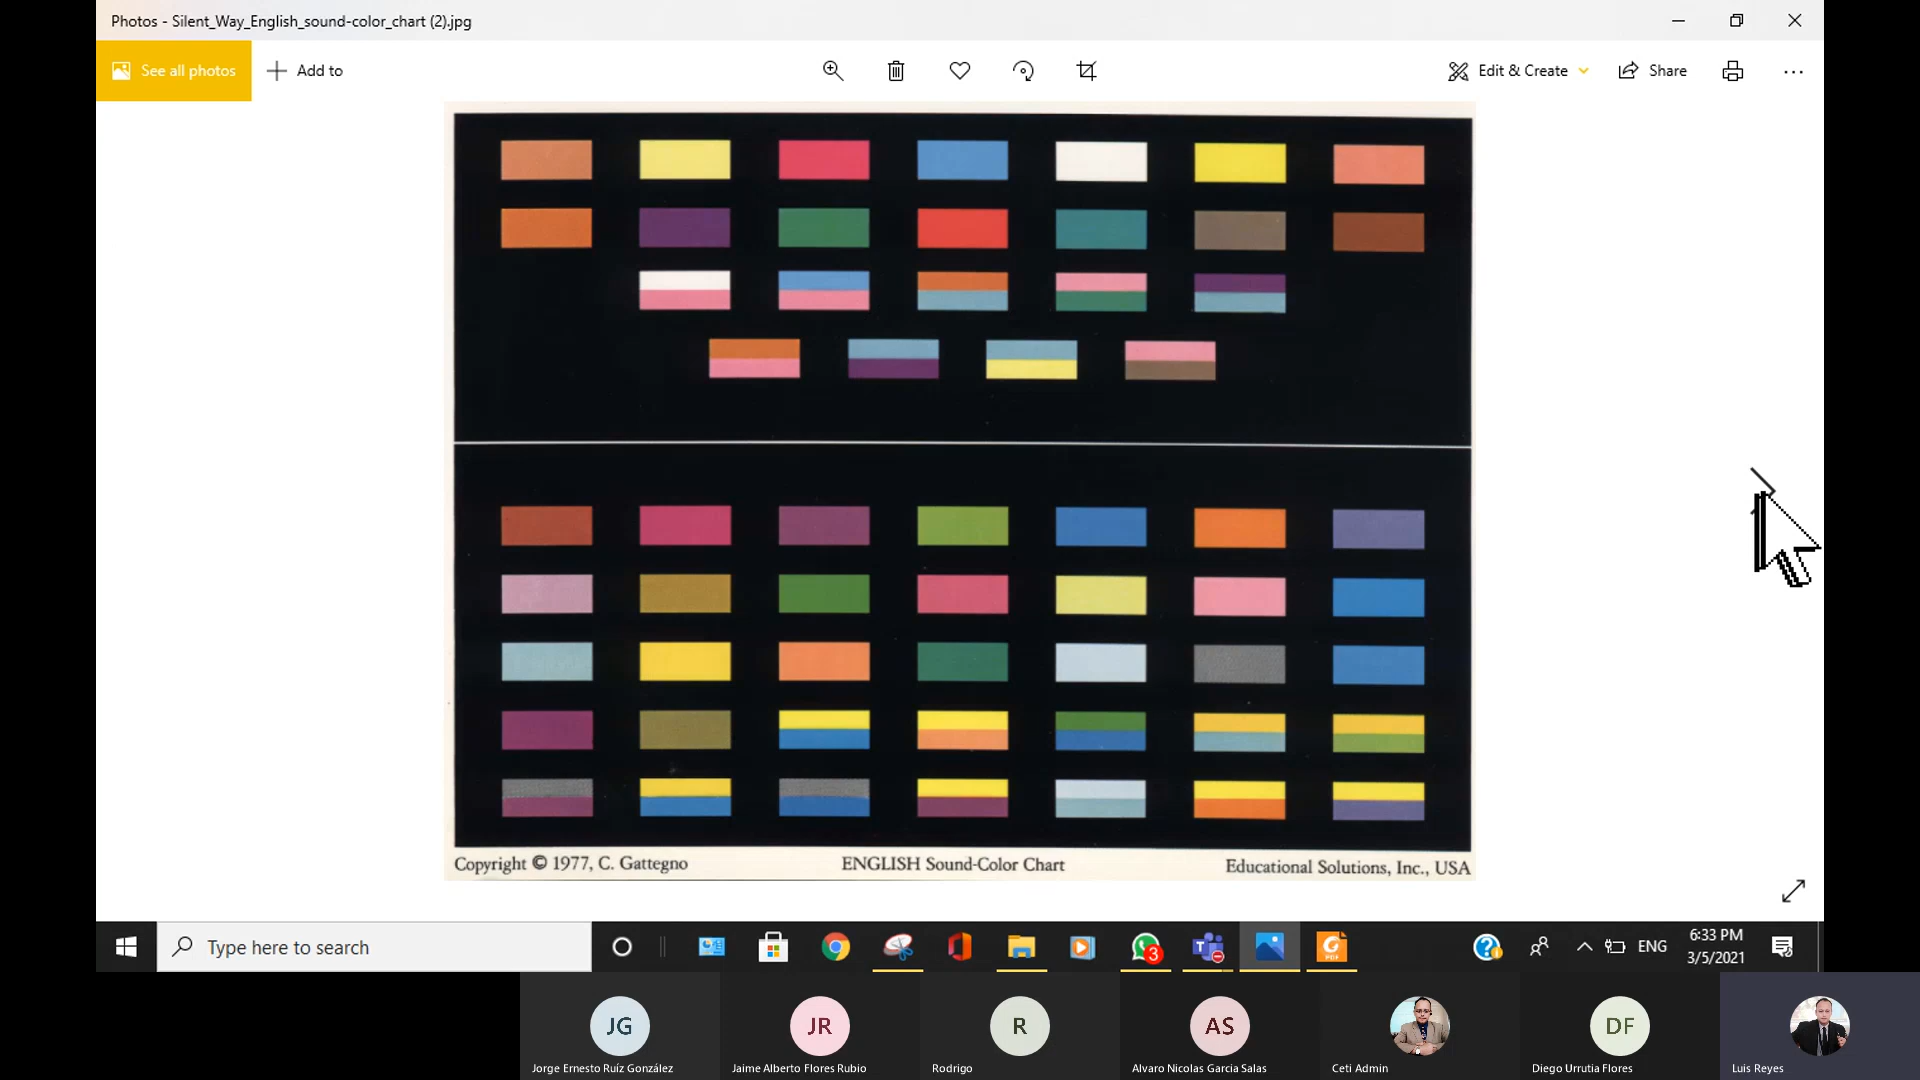 Photos - Silent_Way_English_sound-color_chart (2).jpg
See all photos
Add to
Edit & Create
Share
Copyright © 1977, C. Gattegno
ENGLISH Sound-Color Chart
Educational Solutions, Inc., USA
Type here to search
3
ENG
6:33 PM
3/5/2021
JG
JR
R
AS
DF
Jorge Ernesto Ruíz González
Jaime Alberto Flores Rubio
Rodrigo
Alvaro Nicolas Garcia Salas
Ceti Admin
Diego Urrutia Flores
Luis Reyes